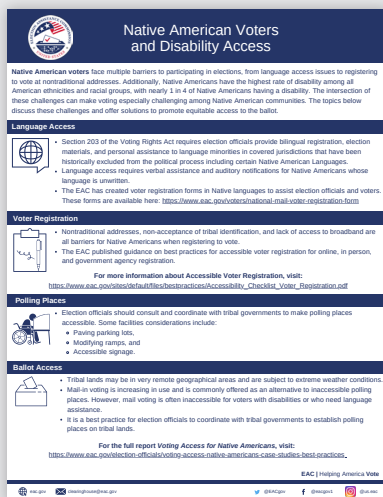 Native American Voters
and Disability Access
Native American voters face multiple barriers to participating in elections, from language access issues to registering
to vote at nontraditional addresses. Additionally, Native Americans have the highest rate of disability among all
American ethnicities and racial groups, with nearly 1 in 4 of Native Americans having a disability. The intersection of
these challenges can make voting especially challenging among Native American communities. The topics below
discuss these challenges and offer solutions to promote equitable access to the ballot.
Language Access
• Section 203 of the Voting Rights Act requires election officials provide bilingual registration, election
materials, and personal assistance to language minorities in covered jurisdictions that have been
historically excluded from the political process including certain Native American Languages.
• Language access requires verbal assistance and auditory notifications for Native Americans whose
language is unwritten.
• The EAC has created voter registration forms in Native languages to assist election officials and voters.
These forms are available here: https://www.eac.gov/voters/national-mail-voter-registration-form
Voter Registration
• Nontraditional addresses, non-acceptance of tribal identification, and lack of access to broadband are
all barriers for Native Americans when registering to vote.
• The EAC published guidance on best practices for accessible voter registration for online, in person,
and government agency registration.
For more information about Accessible Voter Registration, visit:
https://www.eac.gov/sites/default/files/bestpractices/Accessibility_Checklist_Voter_Registration.pdf
Polling Places
• Election officials should consult and coordinate with tribal governments to make polling places
accessible. Some facilities considerations include:
Paving parking lots,
Modifying ramps, and
Accessible signage.
Ballot Access
• Tribal lands may be in very remote geographical areas and are subject to extreme weather conditions.
• Mail-in voting is increasing in use and is commonly offered as an alternative to inaccessible polling
places. However, mail voting is often inaccessible for voters with disabilities or who need language
assistance.
• It is a best practice for election officials to coordinate with tribal governments to establish polling
places on tribal lands.
For the full report Voting Access for Native Americans, visit:
https://www.eac.gov/election-officials/voting-access-native-americans-case-studies-best-practices.
EAC | Helping America Vote
eac.gov clearinghouse@eac.gov @EACgov @eacgov1 @us.eac